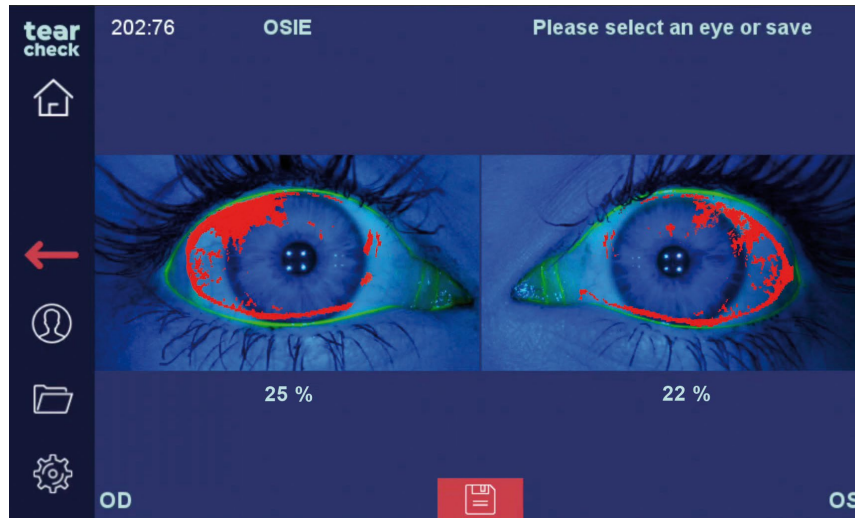 tear
check
202:76
OSIE
Please select an eye or save
25 %
22 %
OD
OS